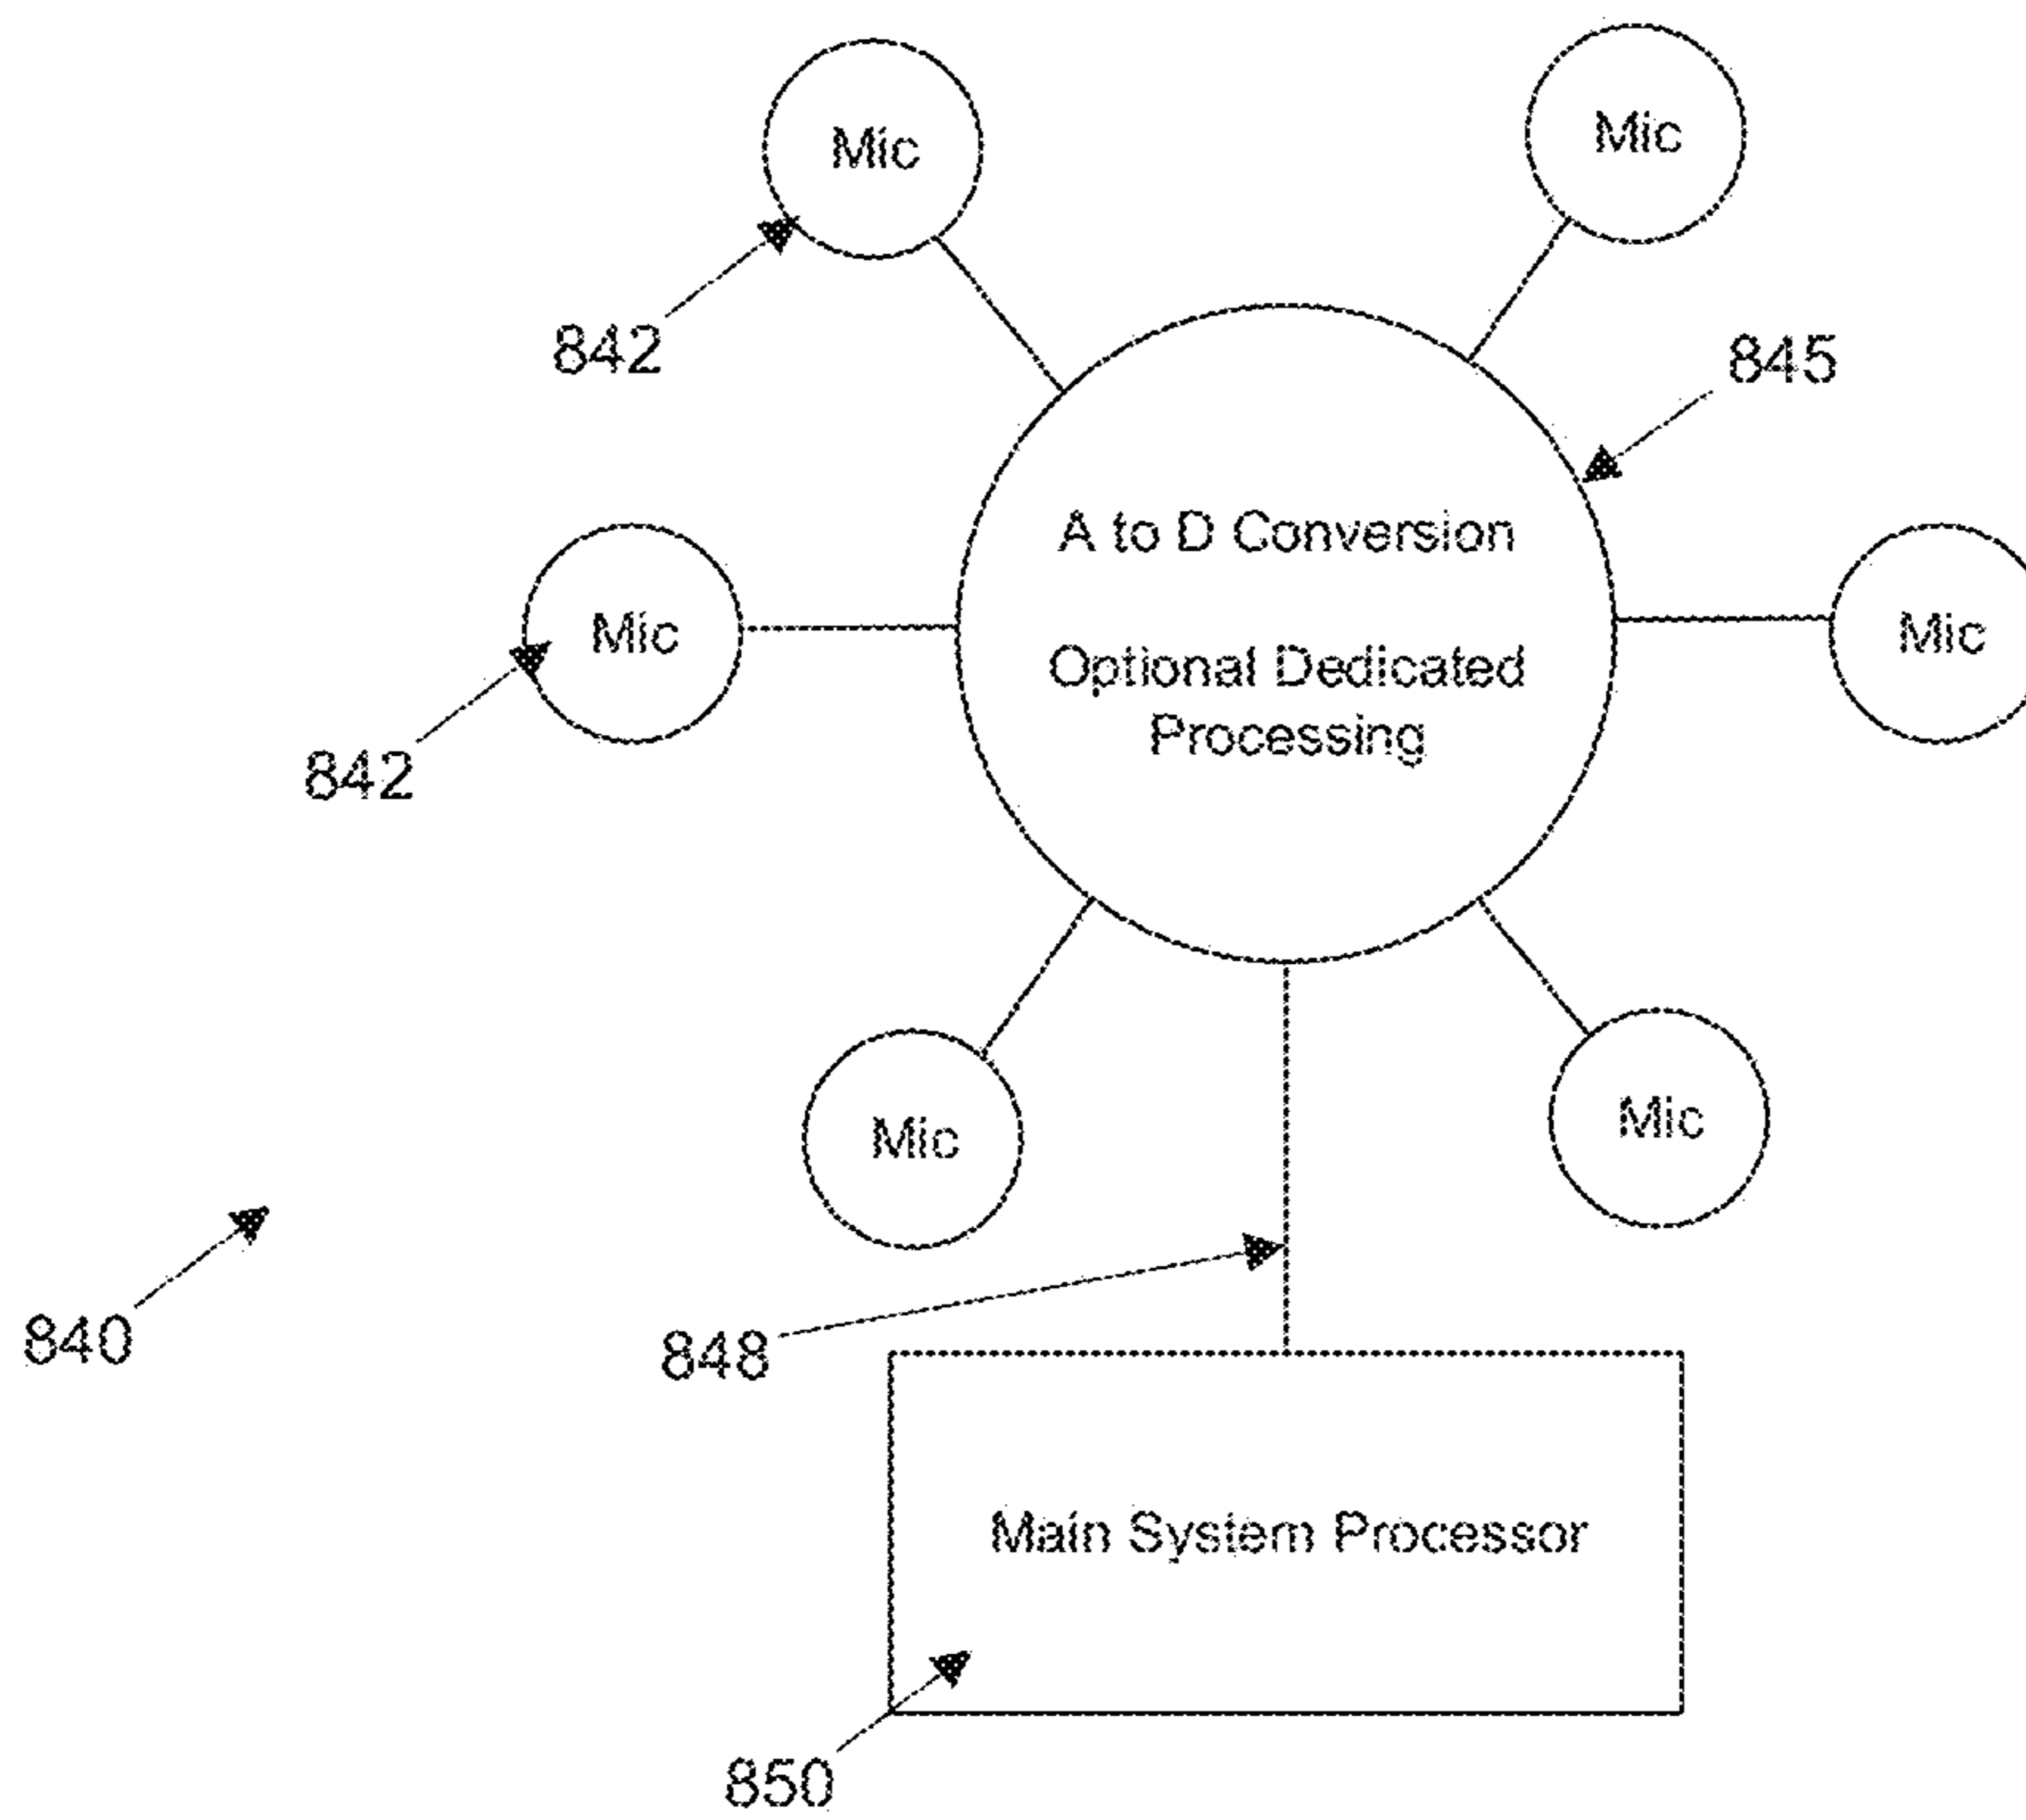 Mic
Mic
842
845
A to D Conversion
Mic
Mic
Optional Dedicated
Processing
842
Mic
Mic
840
848
Main System Processor
850